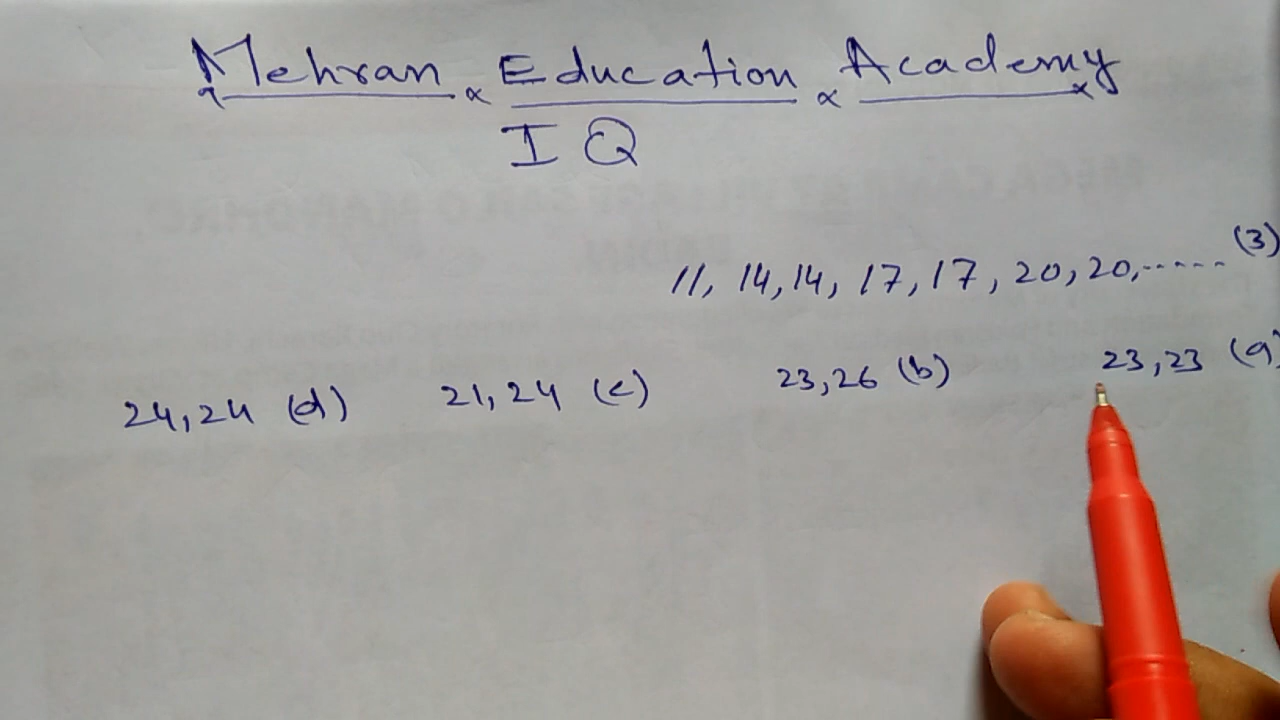 Mehran Education Academy
IQ
11, 14, 14, 17, 17, 20, 20, ...... (3)
24, 24 (d) 21, 24 (c) 23, 26 (b) 23, 23 (a)